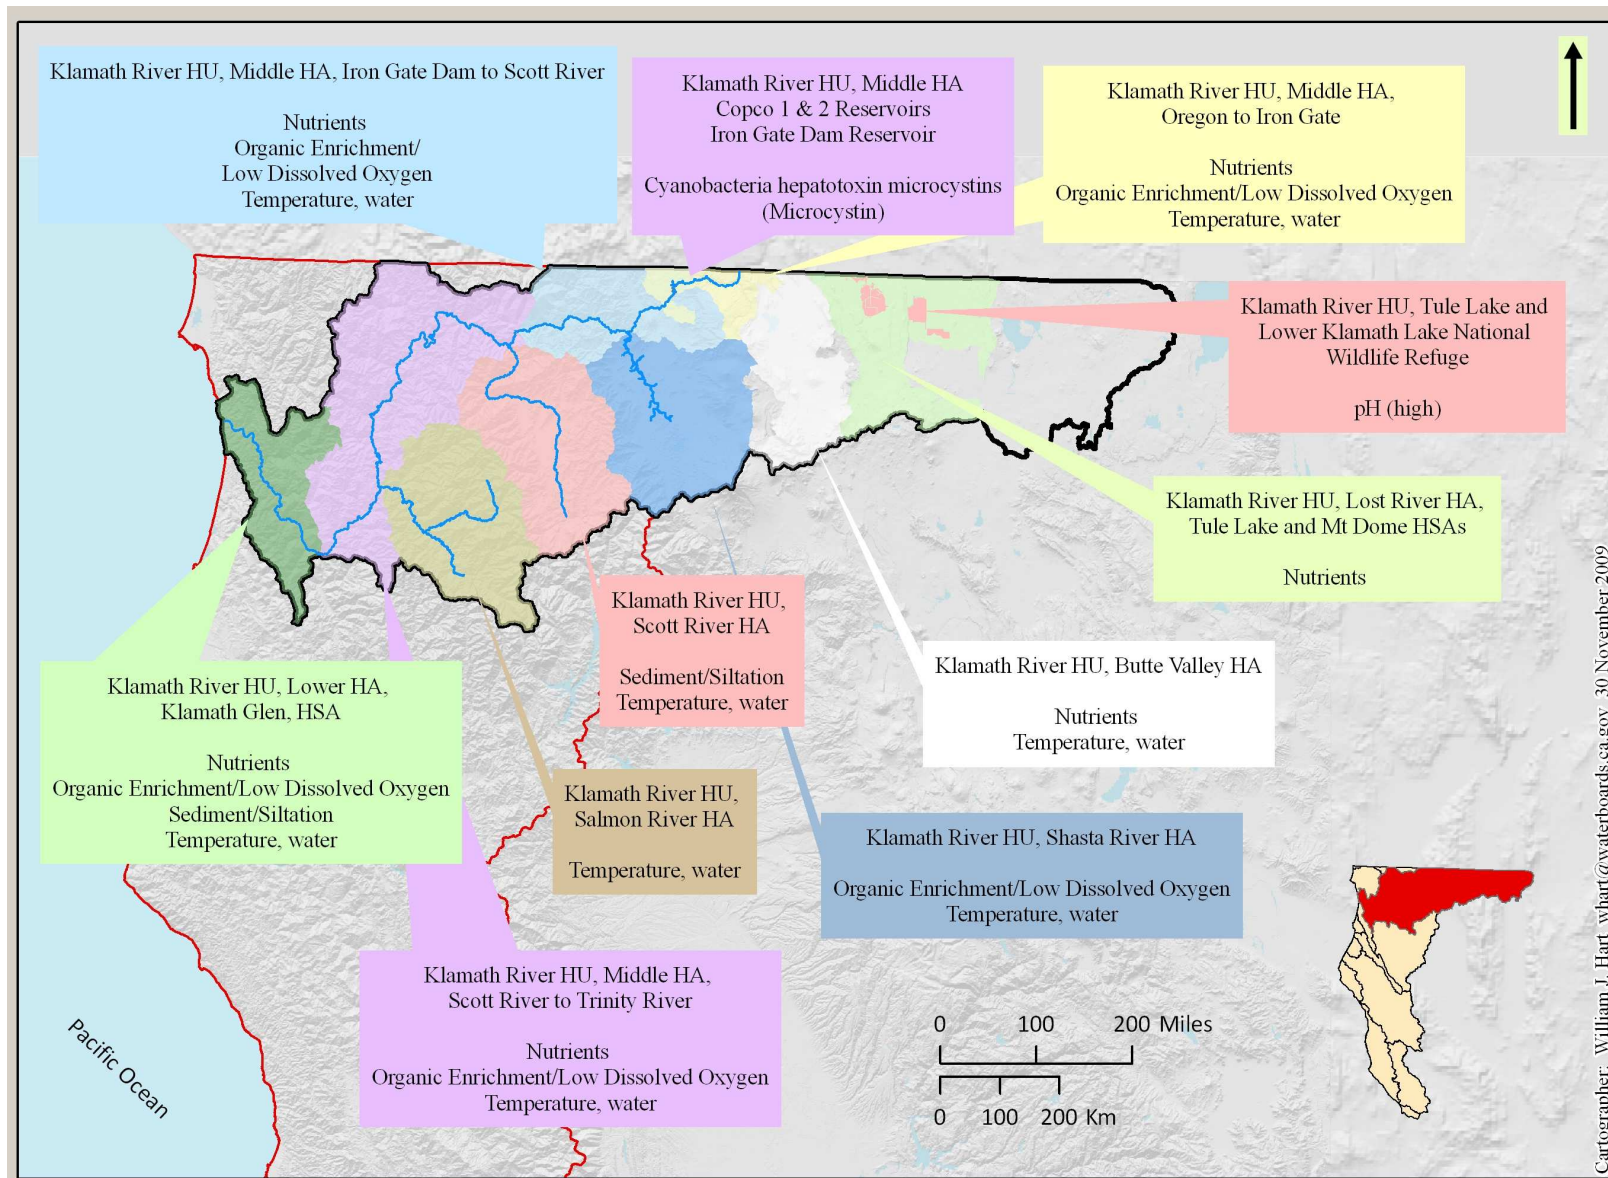 Klamath River HU, Middle HA, Iron Gate Dam to Scott River
Nutrients
Organic Enrichment/
Low Dissolved Oxygen
Temperature, water
Klamath River HU, Middle HA
Copco 1 & 2 Reservoirs
Iron Gate Dam Reservoir
Cyanobacteria hepatotoxin microcystins
(Microcystin)
Klamath River HU, Middle HA,
Oregon to Iron Gate
Nutrients
Organic Enrichment/Low Dissolved Oxygen
Temperature, water
Klamath River HU, Tule Lake and
Lower Klamath Lake National
Wildlife Refuge
pH (high)
Klamath River HU, Lost River HA,
Tule Lake and Mt Dome HSAs
Nutrients
Klamath River HU,
Scott River HA
Sediment/Siltation
Temperature, water
Klamath River HU, Butte Valley HA
Nutrients
Temperature, water
Klamath River HU, Lower HA,
Klamath Glen, HSA
Nutrients
Organic Enrichment/Low Dissolved Oxygen
Sediment/Siltation
Temperature, water
Klamath River HU,
Salmon River HA
Temperature, water
Klamath River HU, Shasta River HA
Organic Enrichment/Low Dissolved Oxygen
Temperature, water
Klamath River HU, Middle HA,
Scott River to Trinity River
Nutrients
Organic Enrichment/Low Dissolved Oxygen
Temperature, water
Pacific Ocean
0 100 200 Miles
0 100 200 Km
Cartographer: William J. Hart whart@waterboards.ca.gov 30 November 2009